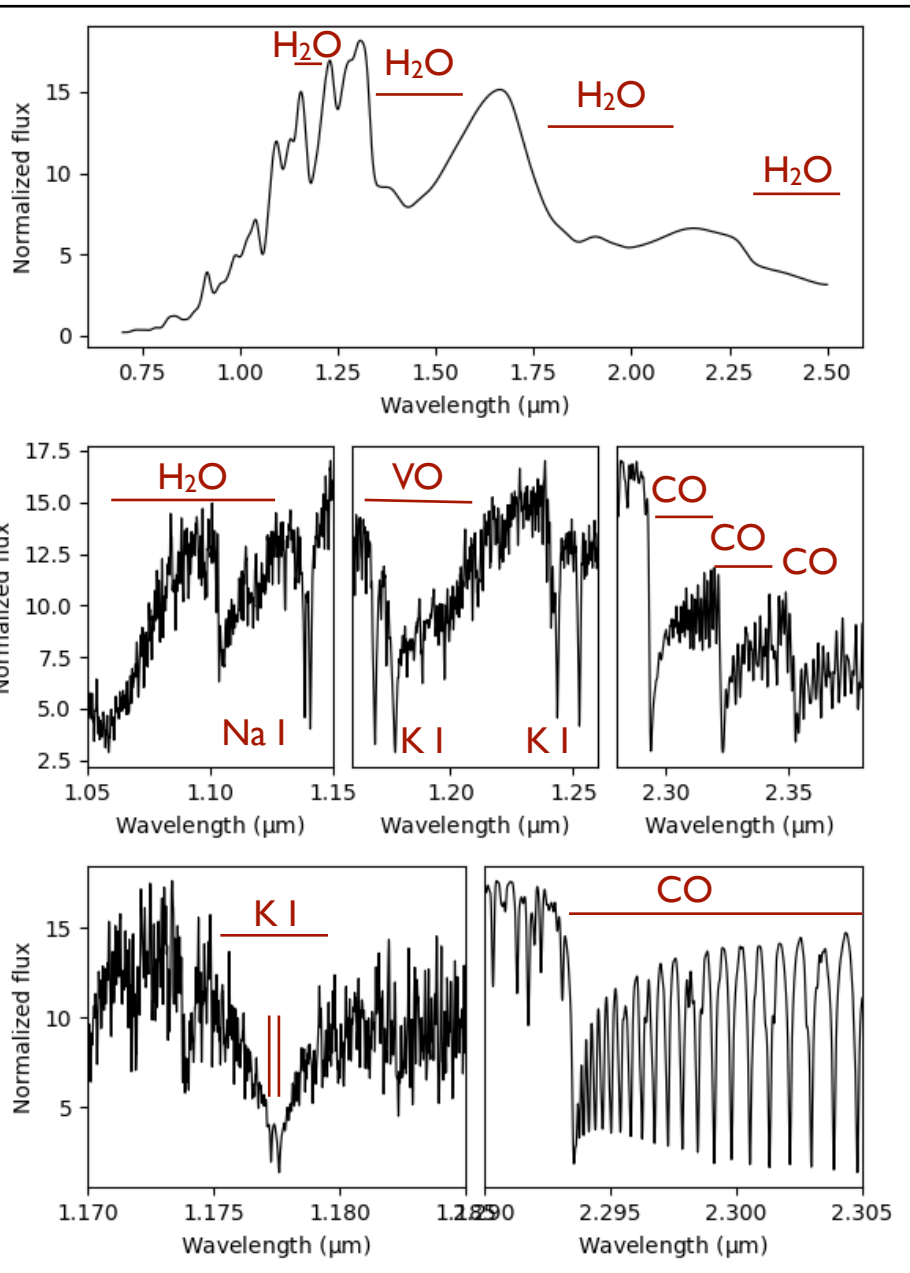 H₂O
H₂O
H₂O
H₂O
Normalized flux
15
10
5
0
0.75 1.00 1.25 1.50 1.75 2.00 2.25 2.50
Wavelength (µm)
17.5
15.0
12.5
10.0
7.5
5.0
2.5
Normalized flux
H₂O
Na I
1.05 1.10 1.15
Wavelength (µm)
VO
K I
K I
1.20 1.25
Wavelength (µm)
CO
CO
CO
2.30 2.35
Wavelength (µm)
Normalized flux
15
10
5
K I
1.170 1.175 1.180 1.185
Wavelength (µm)
CO
2.290 2.295 2.300 2.305
Wavelength (µm)